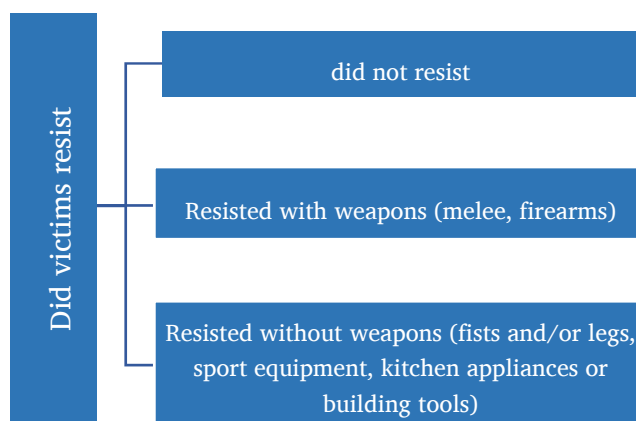 Did victims resist
did not resist
Resisted with weapons (melee, firearms)
Resisted without weapons (fists and/or legs,
sport equipment, kitchen appliances or
building tools)